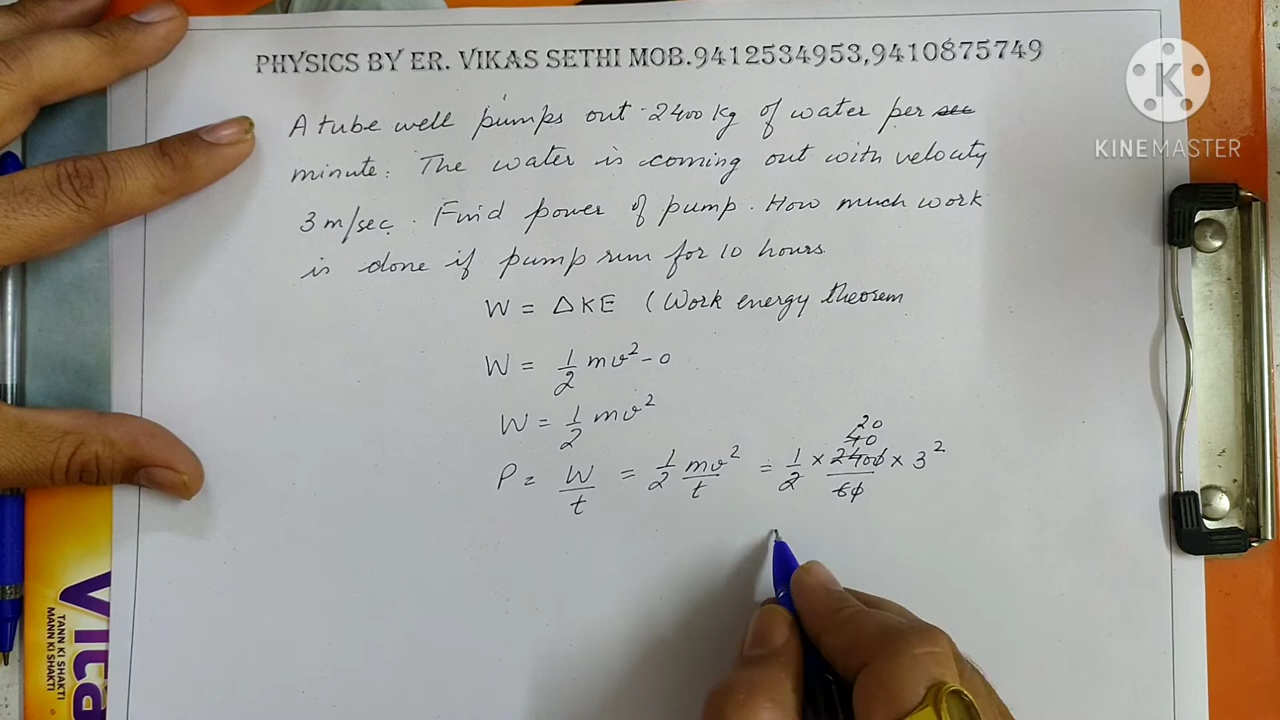 PHYSICS BY ER. VIKAS SETHI MOB.9412534953,9410875749
K
KINEMASTER
A tube well pumps out 2400 kg of water per sec
minute. The water is coming out with velocity
3 m/sec. Find power of pump. How much work
is done if pump run for 10 hours.
W = ΔKE (Work energy theorem
W = 1/2 mv² - 0
W = 1/2 mv²
P = W/t = 1/2 mv²/t = 1/2 × 2400/60 × 3²
40
20
Vita
TANN KI SHAKTI
MANN KI SHAKTI